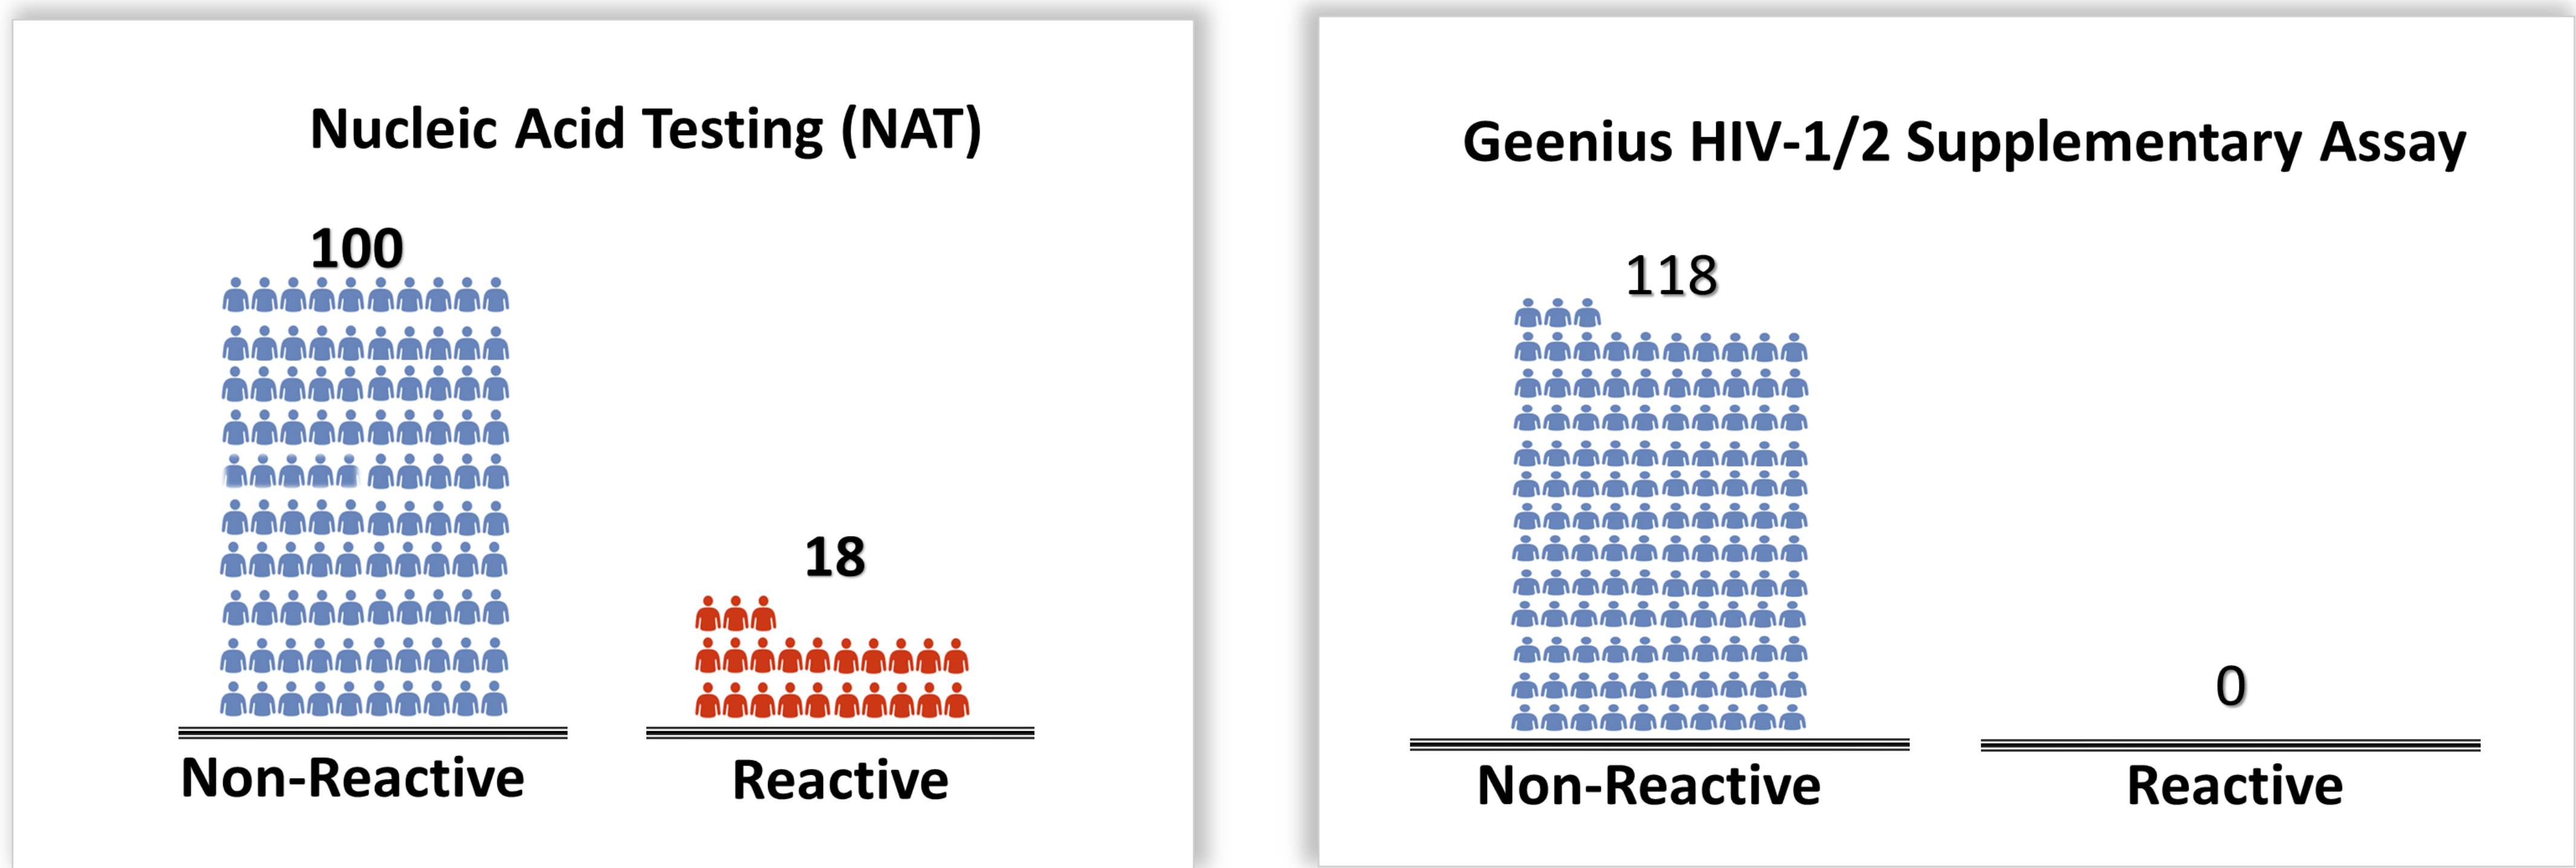 Nucleic Acid Testing (NAT)
100
18
Non-Reactive
Reactive
Geenius HIV-1/2 Supplementary Assay
118
0
Non-Reactive
Reactive